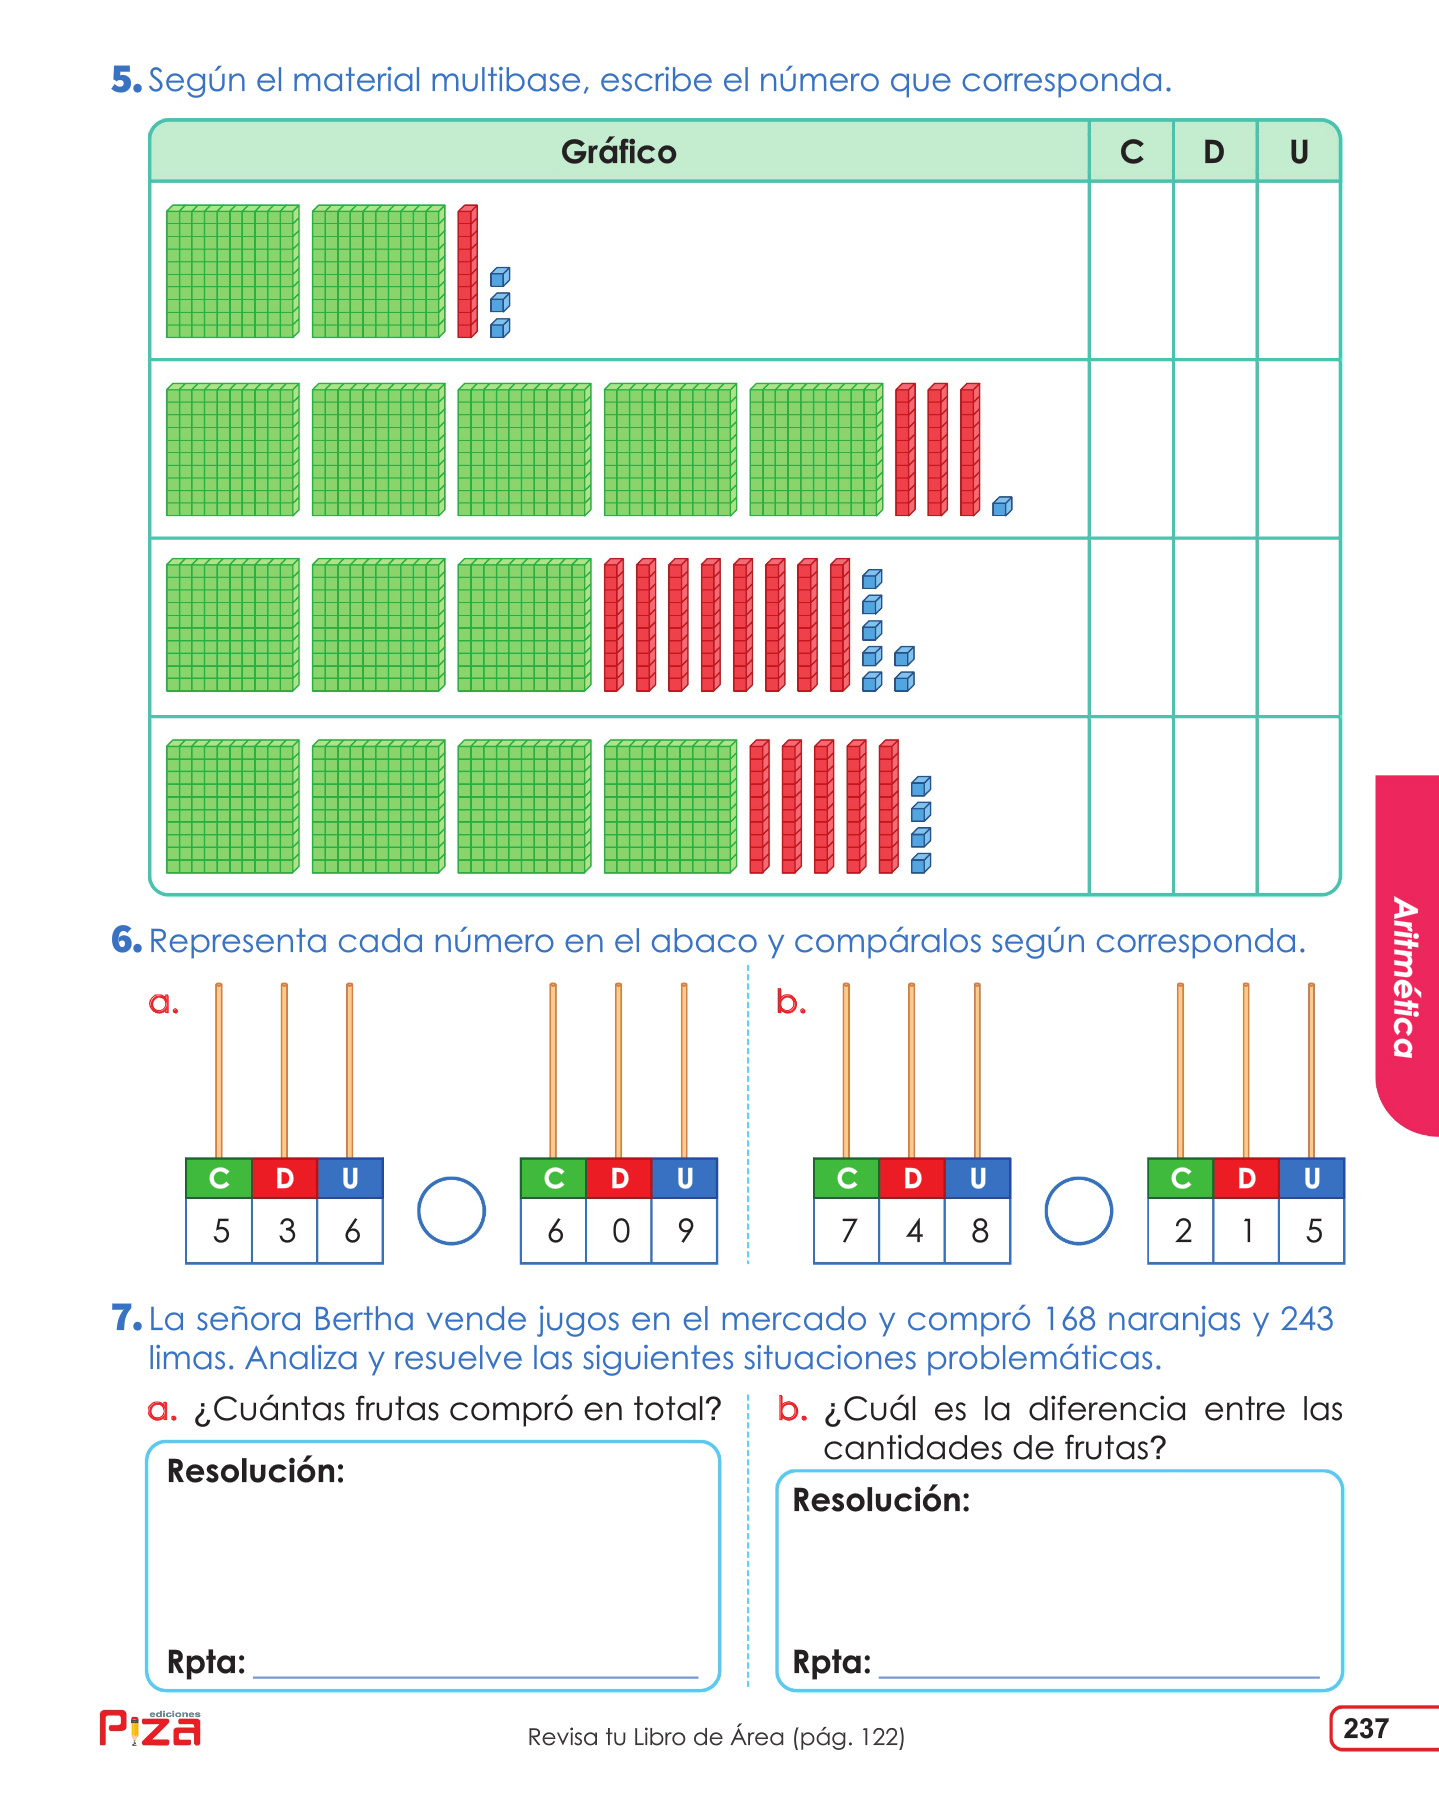 5. Según el material multibase, escribe el número que corresponda.
Gráfico C D U
6. Representa cada número en el abaco y compáralos según corresponda.
a. b.
C D U C D U C D U C D U
5 3 6 6 0 9 7 4 8 2 1 5
7. La señora Bertha vende jugos en el mercado y compró 168 naranjas y 243
limas. Analiza y resuelve las siguientes situaciones problemáticas.
a. ¿Cuántas frutas compró en total?
Resolución:
Rpta:
b. ¿Cuál es la diferencia entre las
cantidades de frutas?
Resolución:
Rpta:
Aritmética
ediciones
Piza
Revisa tu Libro de Área (pág. 122)
237